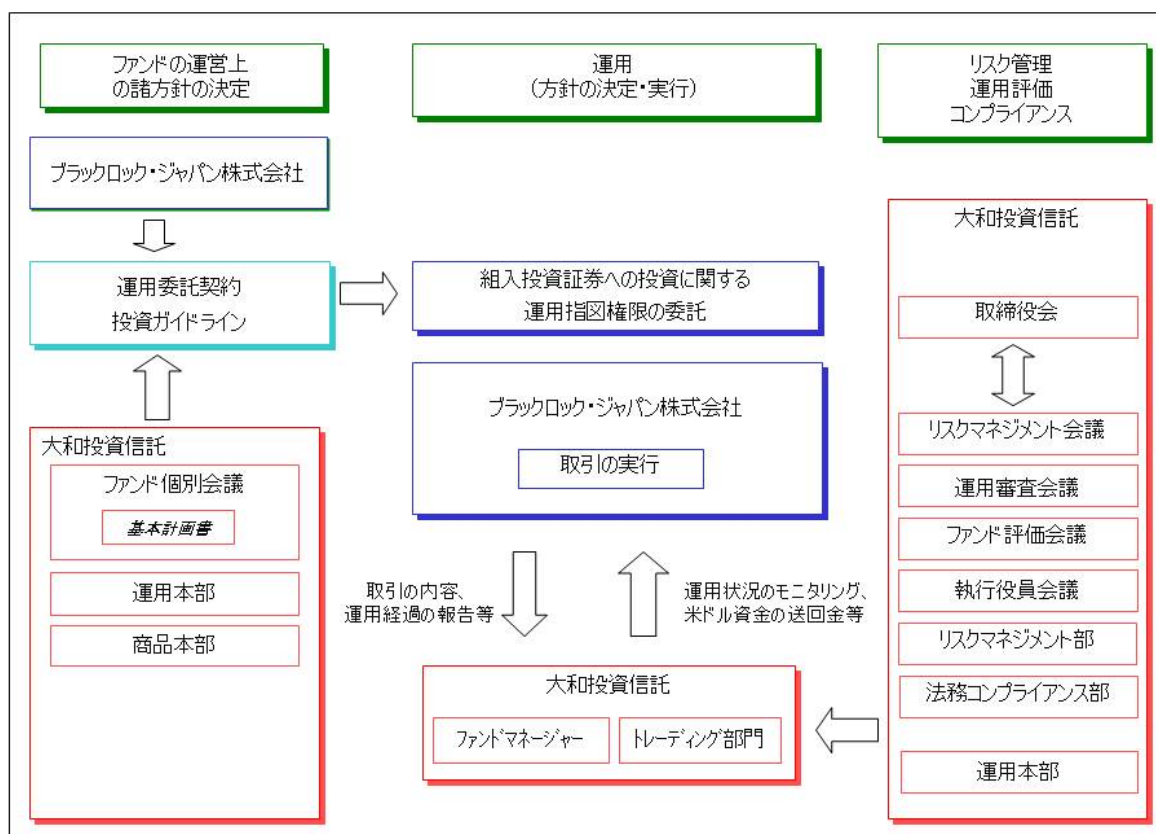 ファンドの運営上
の諸方針の決定
運用
(方針の決定・実行)
リスク管理
運用評価
コンプライアンス
ブラックロック・ジャパン株式会社
運用委託契約
投資ガイドライン
組入投資証券への投資に関する
運用指図権限の委託
ブラックロック・ジャパン株式会社
取引の実行
大和投資信託
ファンド個別会議
基本計画書
運用本部
商品本部
取引の内容、
運用経過の報告等
運用状況のモニタリング、
米ドル資金の送回金等
大和投資信託
ファンドマネージャー
トレーディング部門
大和投資信託
取締役会
リスクマネジメント会議
運用審査会議
ファンド評価会議
執行役員会議
リスクマネジメント部
法務コンプライアンス部
運用本部